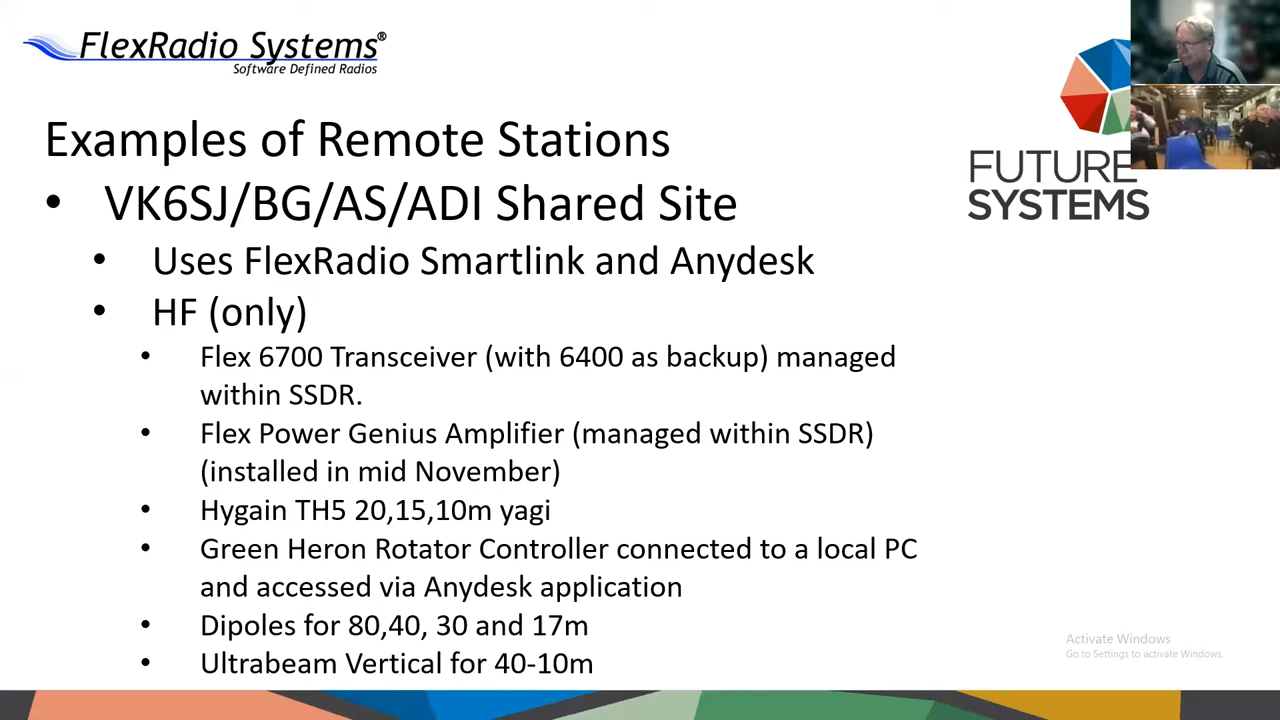 FlexRadio Systems®
Software Defined Radios
FUTURE
SYSTEMS
Examples of Remote Stations
• VK6SJ/BG/AS/ADI Shared Site
• Uses FlexRadio Smartlink and Anydesk
• HF (only)
• Flex 6700 Transceiver (with 6400 as backup) managed
within SSDR.
• Flex Power Genius Amplifier (managed within SSDR)
(installed in mid November)
• Hygain TH5 20,15,10m yagi
• Green Heron Rotator Controller connected to a local PC
and accessed via Anydesk application
• Dipoles for 80,40, 30 and 17m
• Ultrabeam Vertical for 40-10m
Activate Windows
Go to Settings to activate Windows.